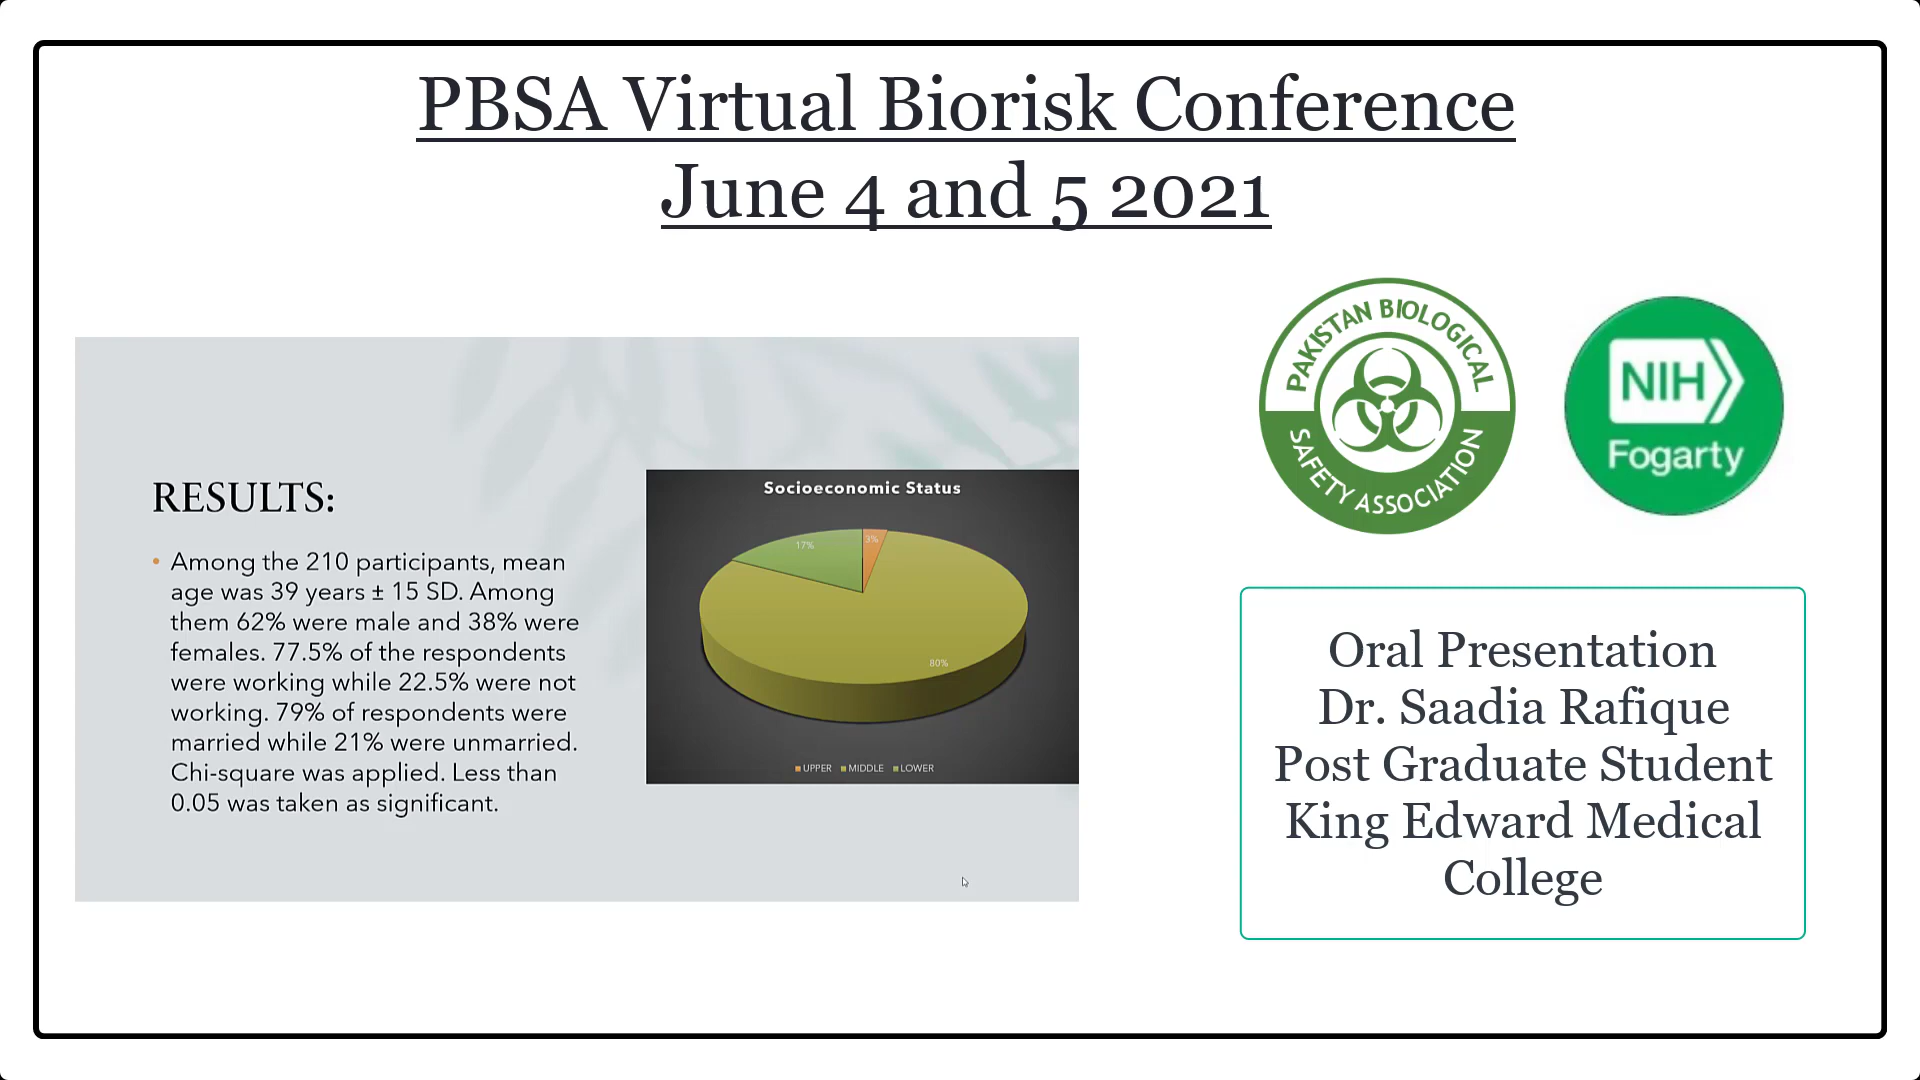 PBSA Virtual Biorisk Conference
June 4 and 5 2021
RESULTS:
• Among the 210 participants, mean
age was 39 years ± 15 SD. Among
them 62% were male and 38% were
females. 77.5% of the respondents
were working while 22.5% were not
working. 79% of respondents were
married while 21% were unmarried.
Chi-square was applied. Less than
0.05 was taken as significant.
Socioeconomic Status
17%
3%
80%
UPPER MIDDLE LOWER
PAKISTAN BIOLOGICAL
SAFETY ASSOCIATION
NIH
Fogarty
Oral Presentation
Dr. Saadia Rafique
Post Graduate Student
King Edward Medical
College